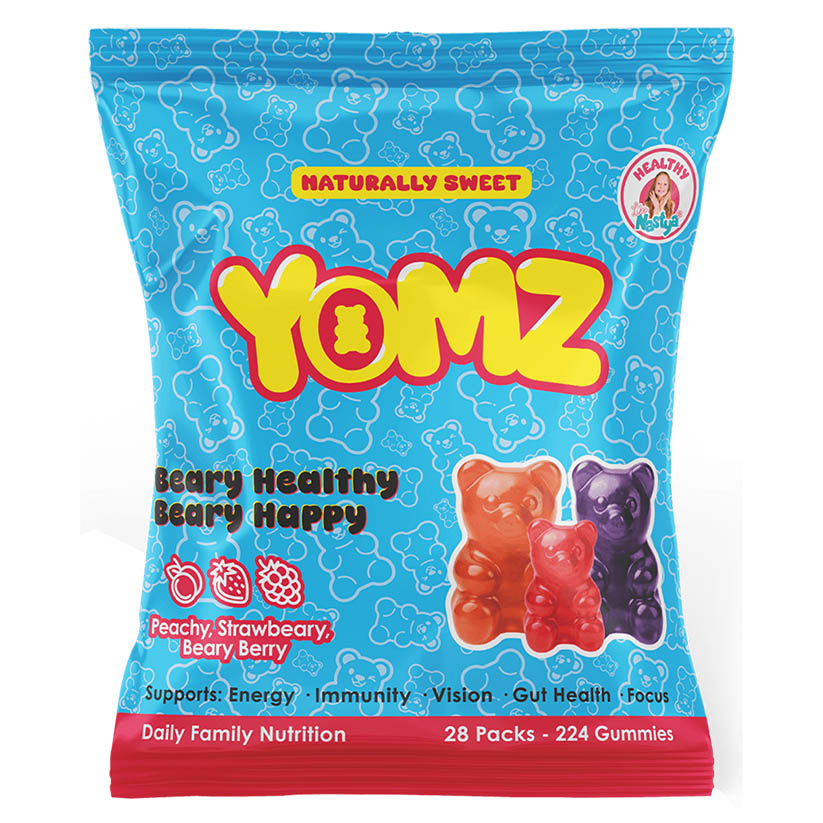 NATURALLY SWEET
HEALTHY
Like
Nastya®
YOMZ
Beary Healthy
Beary Happy
Peachy, Strawbeary,
Beary Berry
Supports: Energy · Immunity · Vision · Gut Health · Focus
Daily Family Nutrition
28 Packs - 224 Gummies